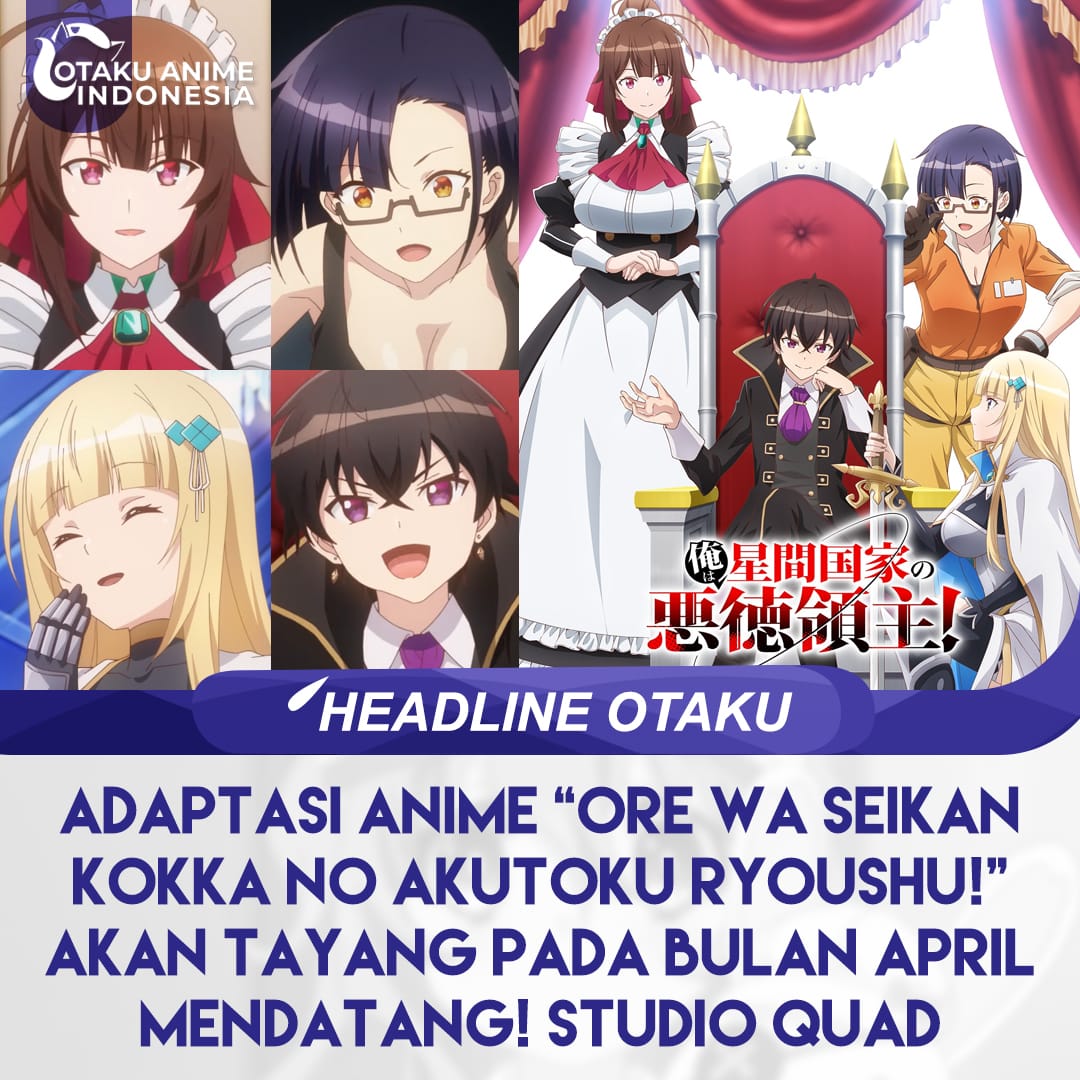 OTAKU ANIME
INDONESIA
俺は星間国家の
悪徳領主!
HEADLINE OTAKU
ADAPTASI ANIME “ORE WA SEIKAN
KOKKA NO AKUTOKU RYOUSHU!”
AKAN TAYANG PADA BULAN APRIL
MENDATANG! STUDIO QUAD